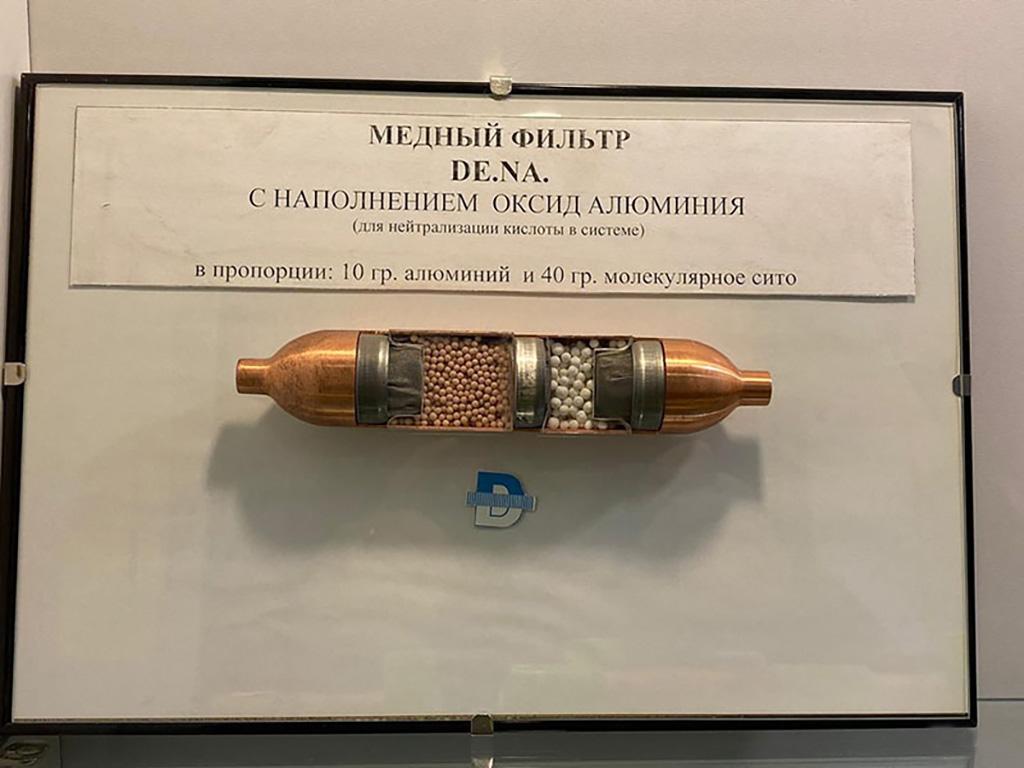 МЕДНЫЙ ФИЛЬТР
DE.NA.
С НАПОЛНЕНИЕМ ОКСИД АЛЮМИНИЯ
(для нейтрализации кислоты в системе)
в пропорции: 10 гр. алюминий и 40 гр. молекулярное сито
D